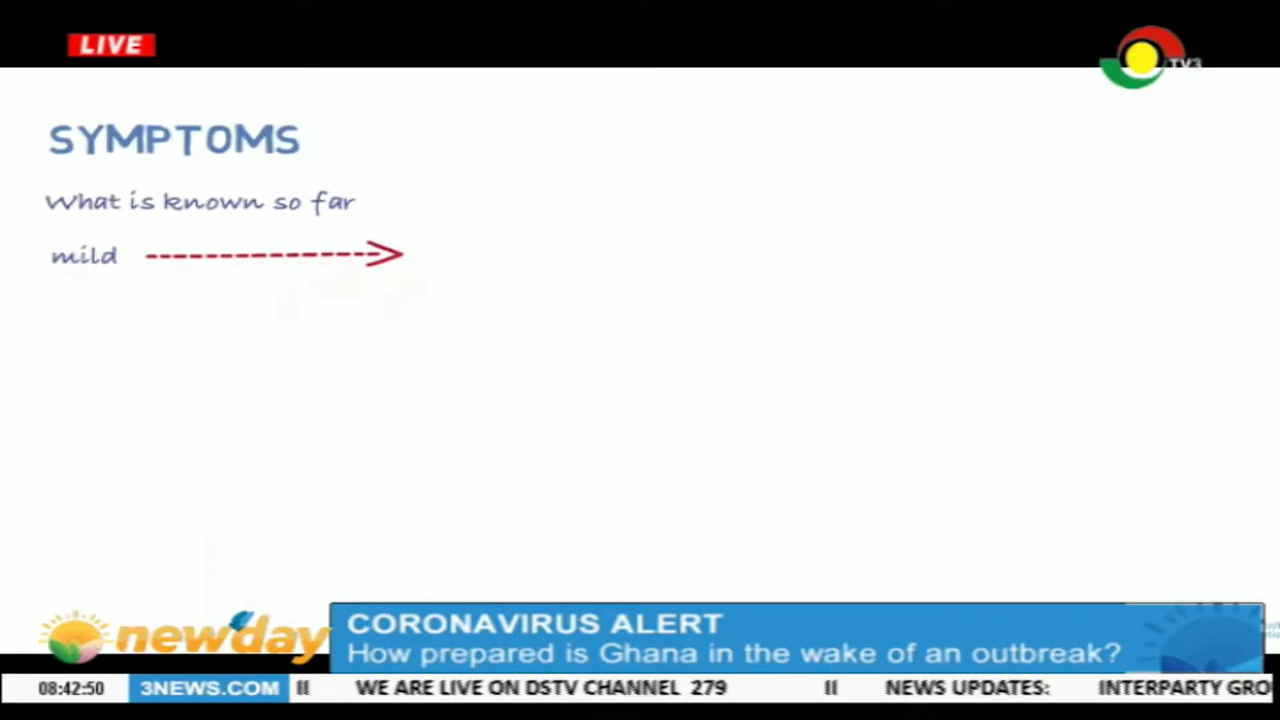 LIVE
TV3
SYMPTOMS
What is known so far
mild
newday
CORONAVIRUS ALERT
How prepared is Ghana in the wake of an outbreak?
08:42:50 3NEWS.COM II WE ARE LIVE ON DSTV CHANNEL 279 II NEWS UPDATES: INTERPARTY GRO